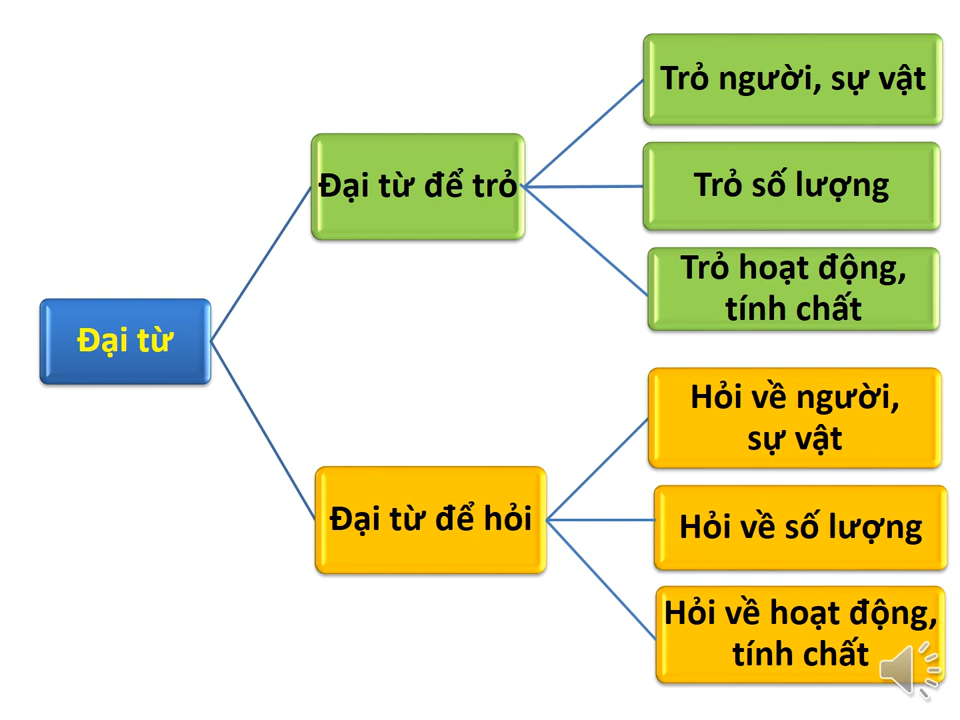 Đại từ
Đại từ để trỏ
Trỏ người, sự vật
Trỏ số lượng
Trỏ hoạt động,
tính chất
Đại từ để hỏi
Hỏi về người,
sự vật
Hỏi về số lượng
Hỏi về hoạt động,
tính chất